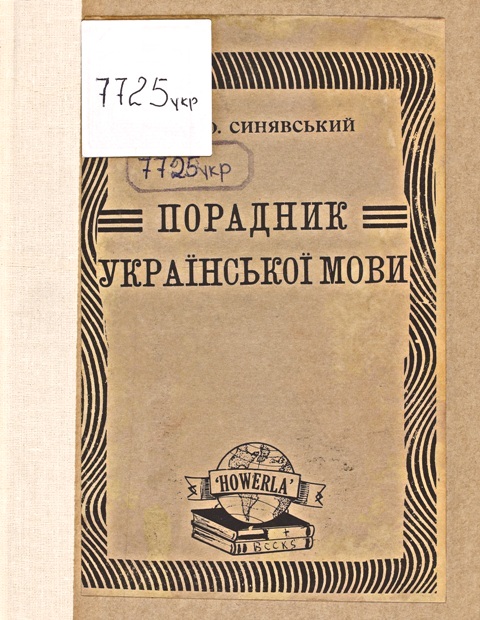 7725укр
Ю. СИНЯВСЬКИЙ
7725укр
ПОРАДНИК
УКРАЇНСЬКОЇ МОВИ
'HOWERLA'
BOOKS